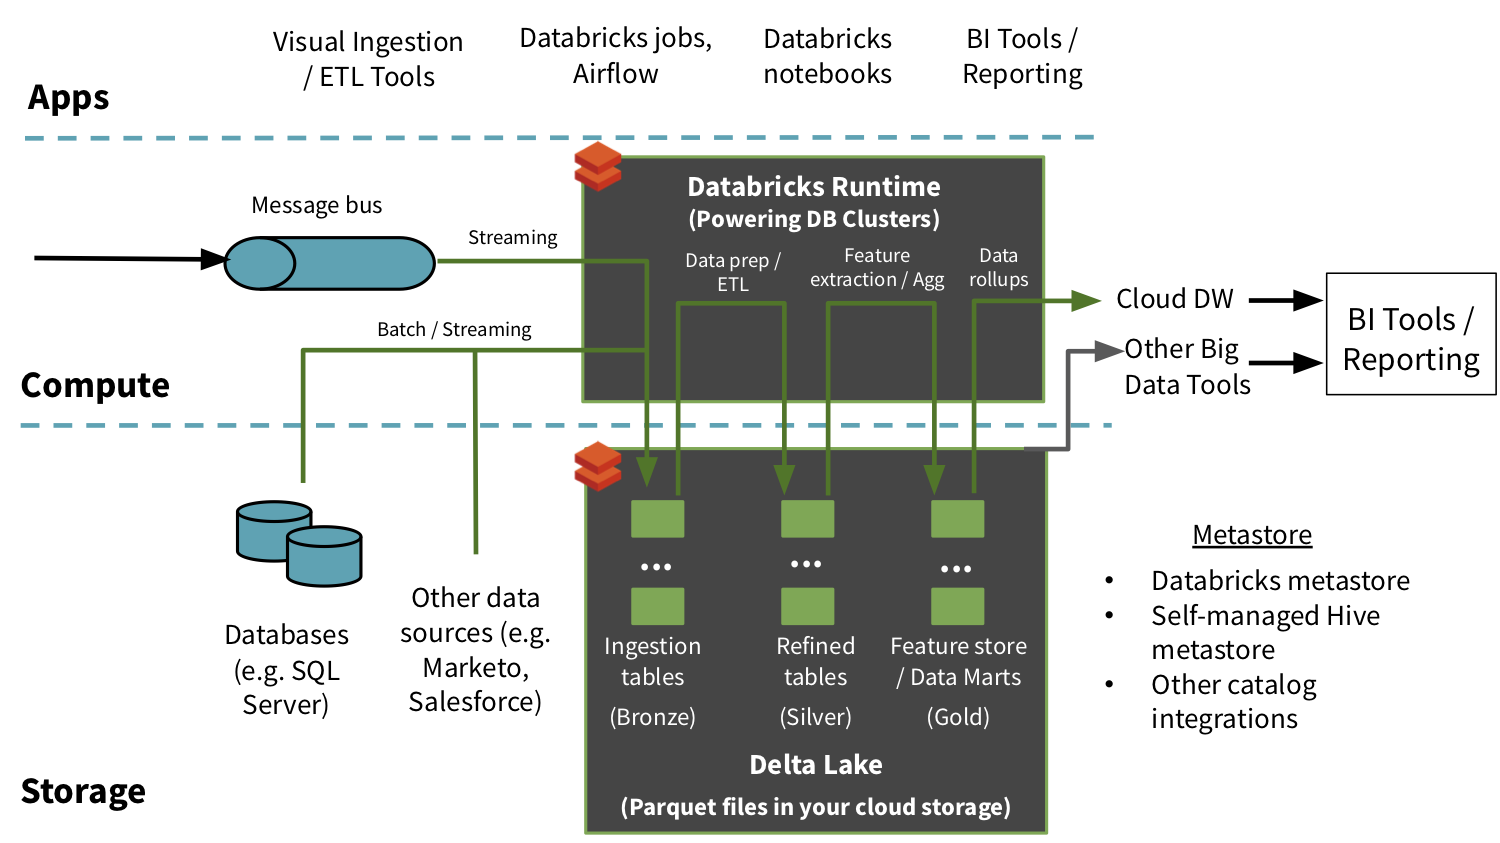 Visual Ingestion
/ ETL Tools
Databricks jobs,
Airflow
Databricks
notebooks
BI Tools /
Reporting
Apps
Message bus
Streaming
Batch / Streaming
Compute
Databricks Runtime
(Powering DB Clusters)
Data prep /
ETL
Feature
extraction / Agg
Data
rollups
Cloud DW
Other Big
Data Tools
BI Tools /
Reporting
Databases
(e.g. SQL
Server)
Other data
sources (e.g.
Marketo,
Salesforce)
...
...
...
Ingestion
tables
(Bronze)
Refined
tables
(Silver)
Feature store
/ Data Marts
(Gold)
Delta Lake
(Parquet files in your cloud storage)
Metastore
• Databricks metastore
• Self-managed Hive
metastore
• Other catalog
integrations
Storage